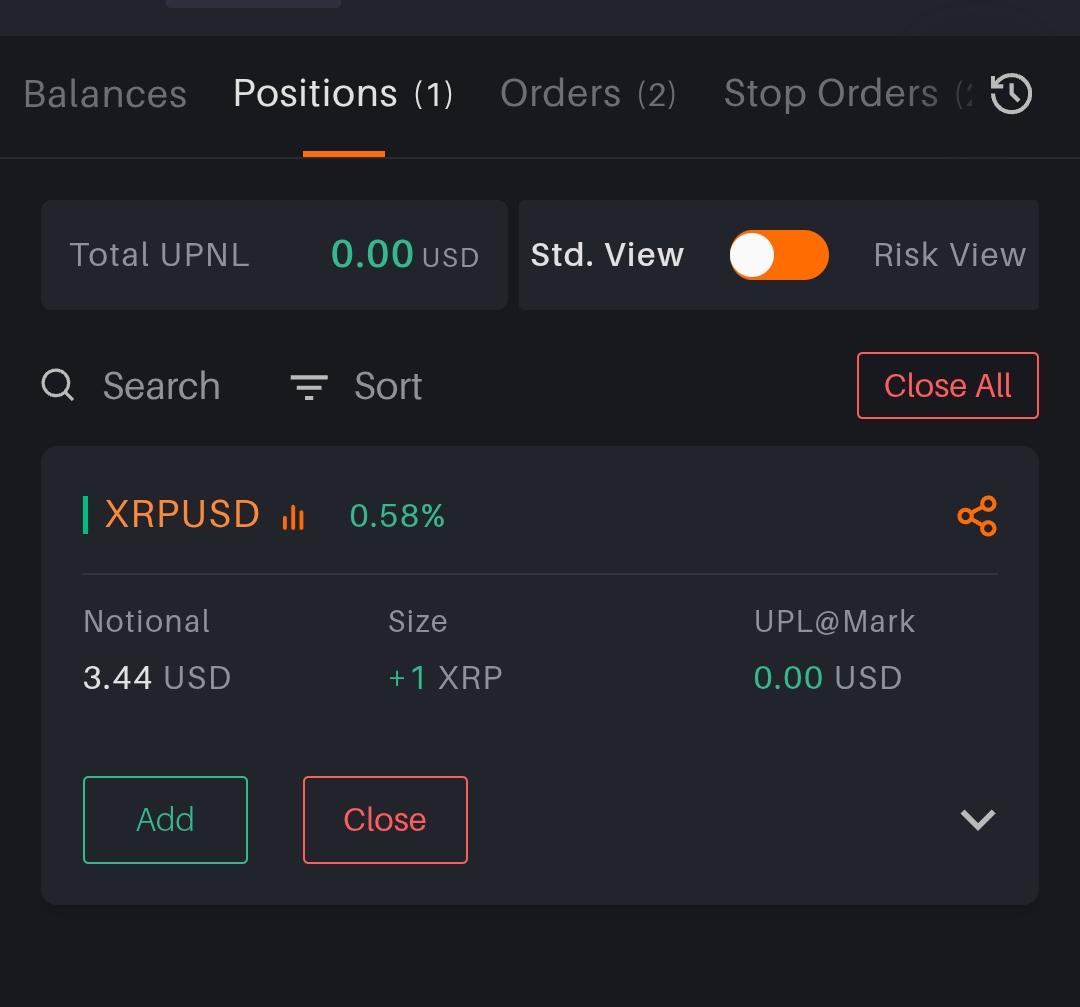 Balances Positions (1) Orders (2) Stop Orders
Total UPNL 0.00 USD Std. View Risk View
Search Sort Close All
XRPUSD 0.58%
Notional Size UPL@Mark
3.44 USD +1 XRP 0.00 USD
Add Close